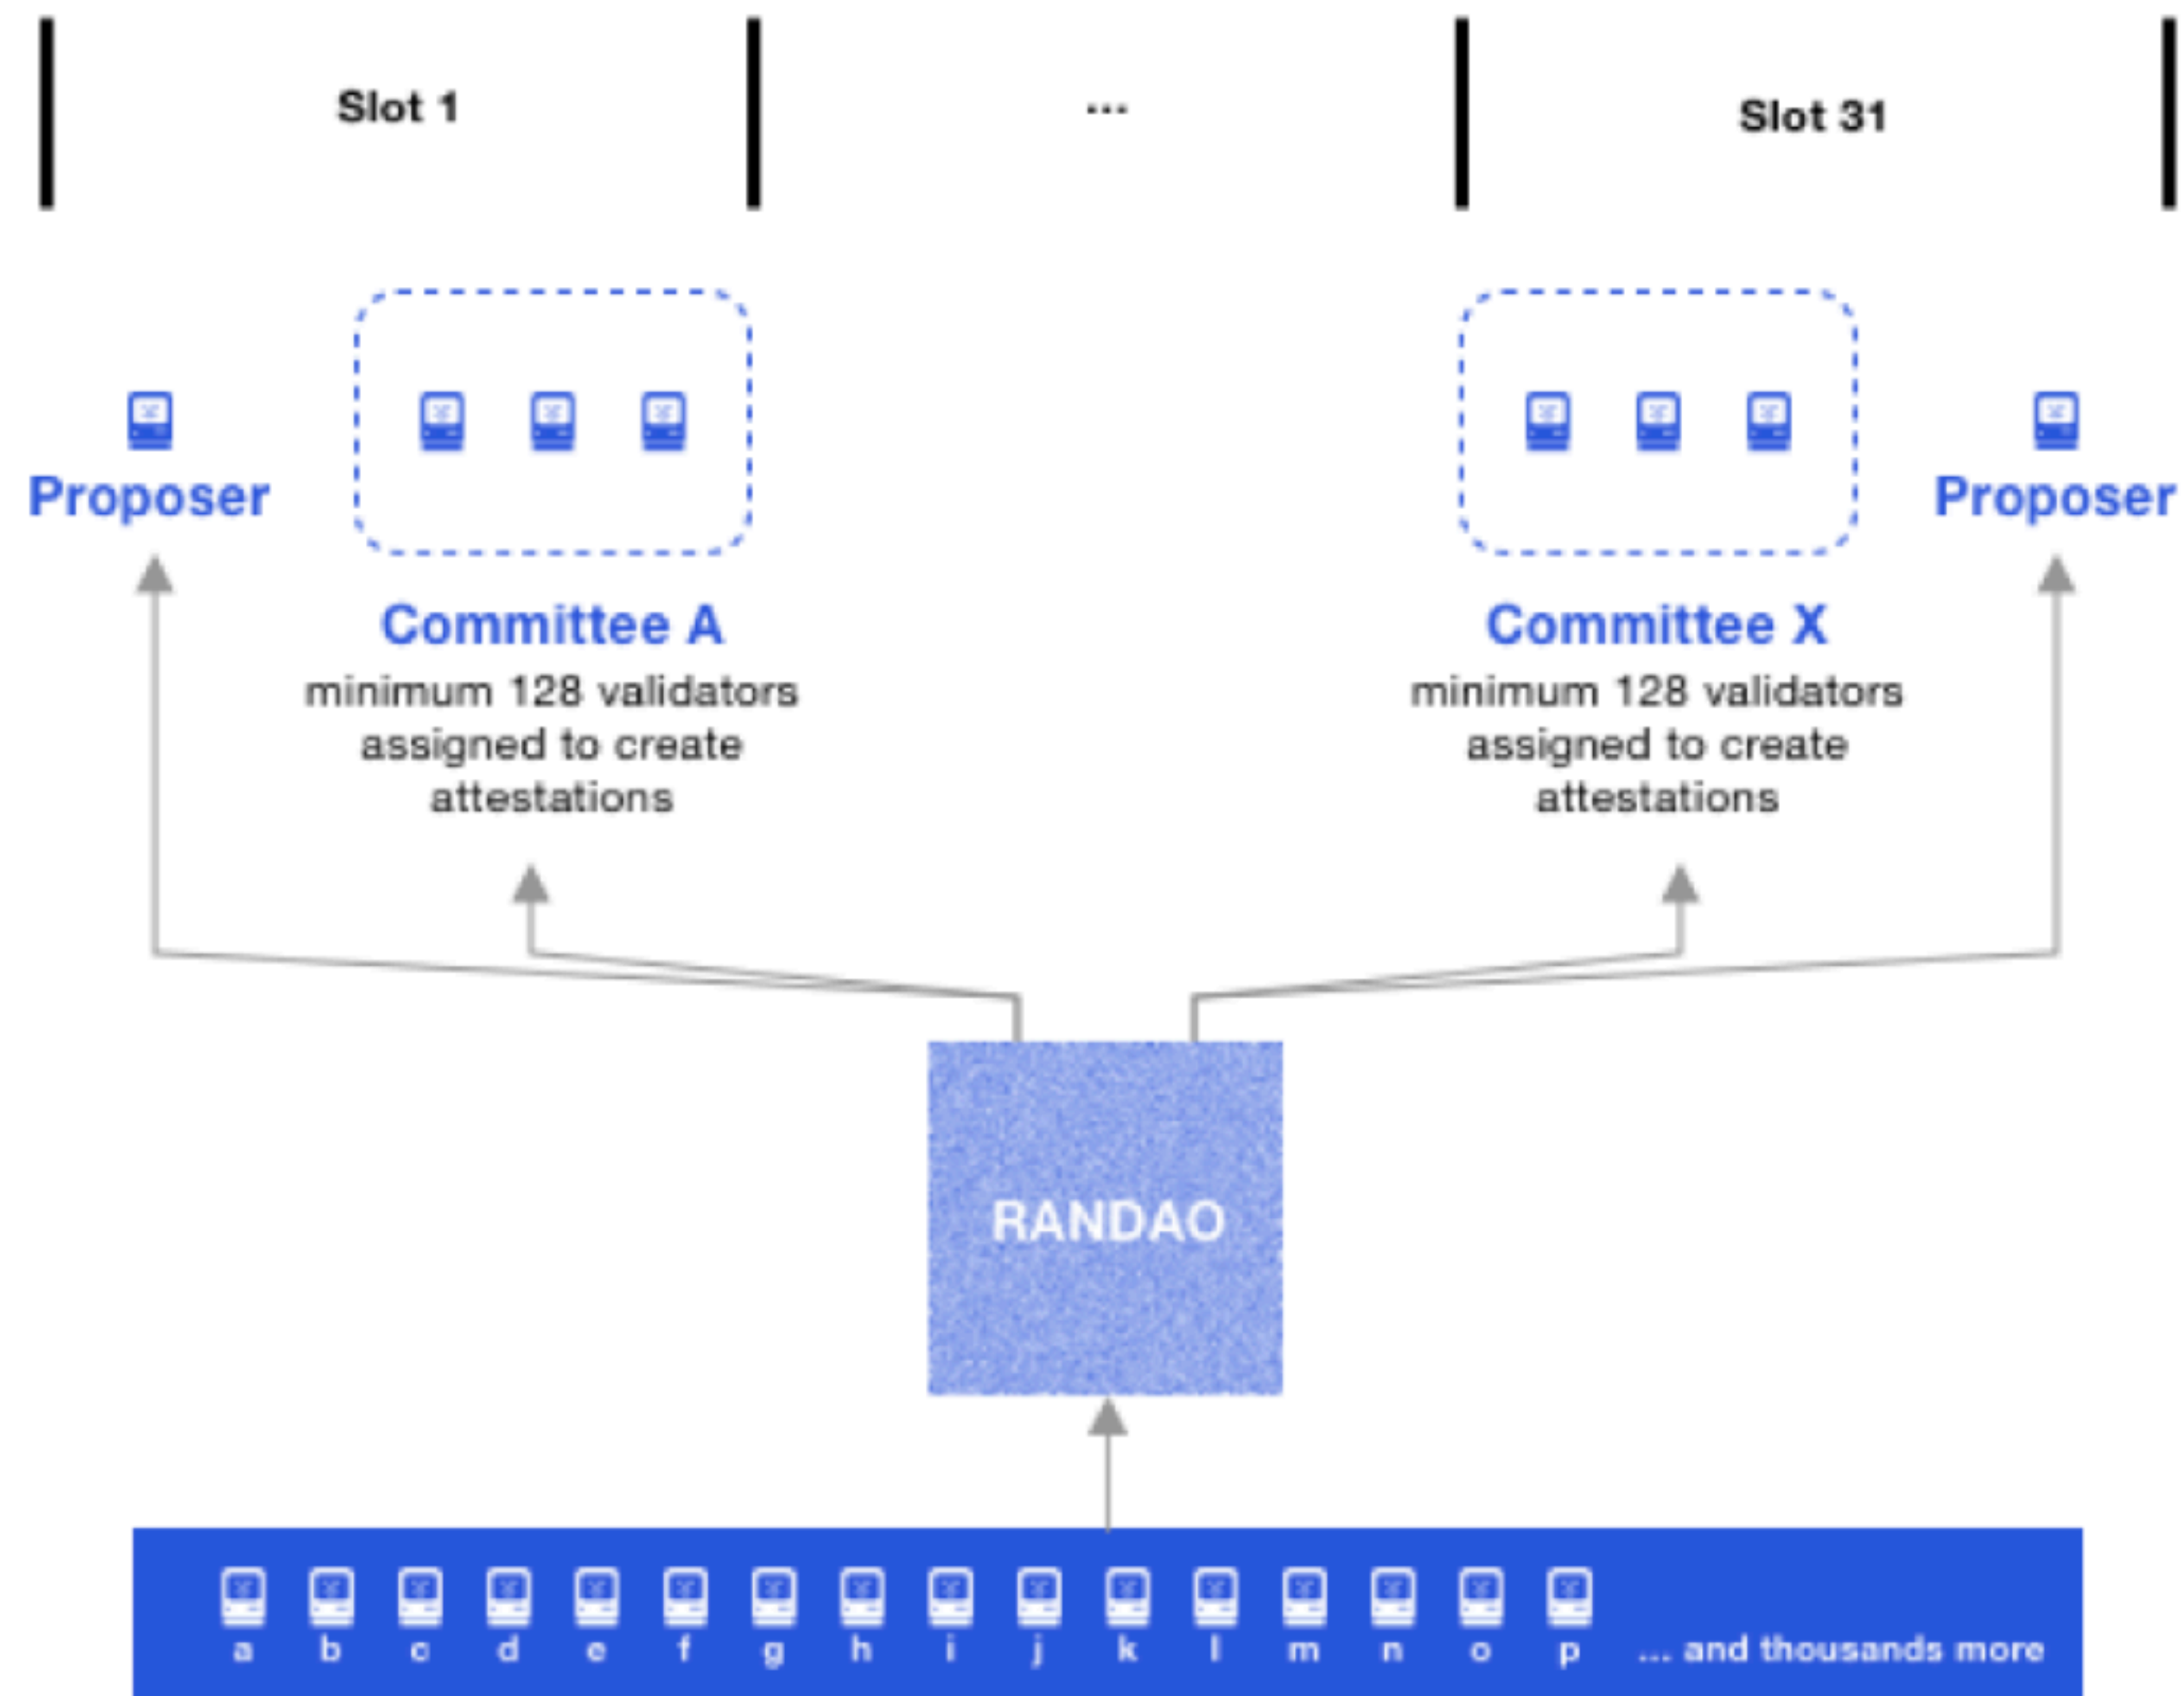 Slot 1
...
Slot 31
Proposer
Proposer
Committee A
minimum 128 validators
assigned to create
attestations
Committee X
minimum 128 validators
assigned to create
attestations
RANDAO
a b c d e f g h i j k l m n o p ... and thousands more